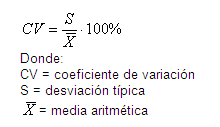 CV = S / X̅ · 100%
Donde:
CV = coeficiente de variación
S = desviación típica
X̅ = media aritmética